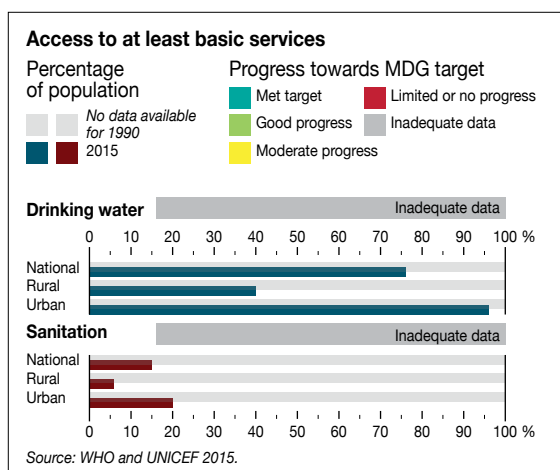 Access to at least basic services
Percentage of population
No data available for 1990
2015
Progress towards MDG target
Met target
Limited or no progress
Good progress
Inadequate data
Moderate progress
Drinking water
Inadequate data
0 10 20 30 40 50 60 70 80 90 100 %
National
Rural
Urban
Sanitation
Inadequate data
National
Rural
Urban
0 10 20 30 40 50 60 70 80 90 100 %
Source: WHO and UNICEF 2015.